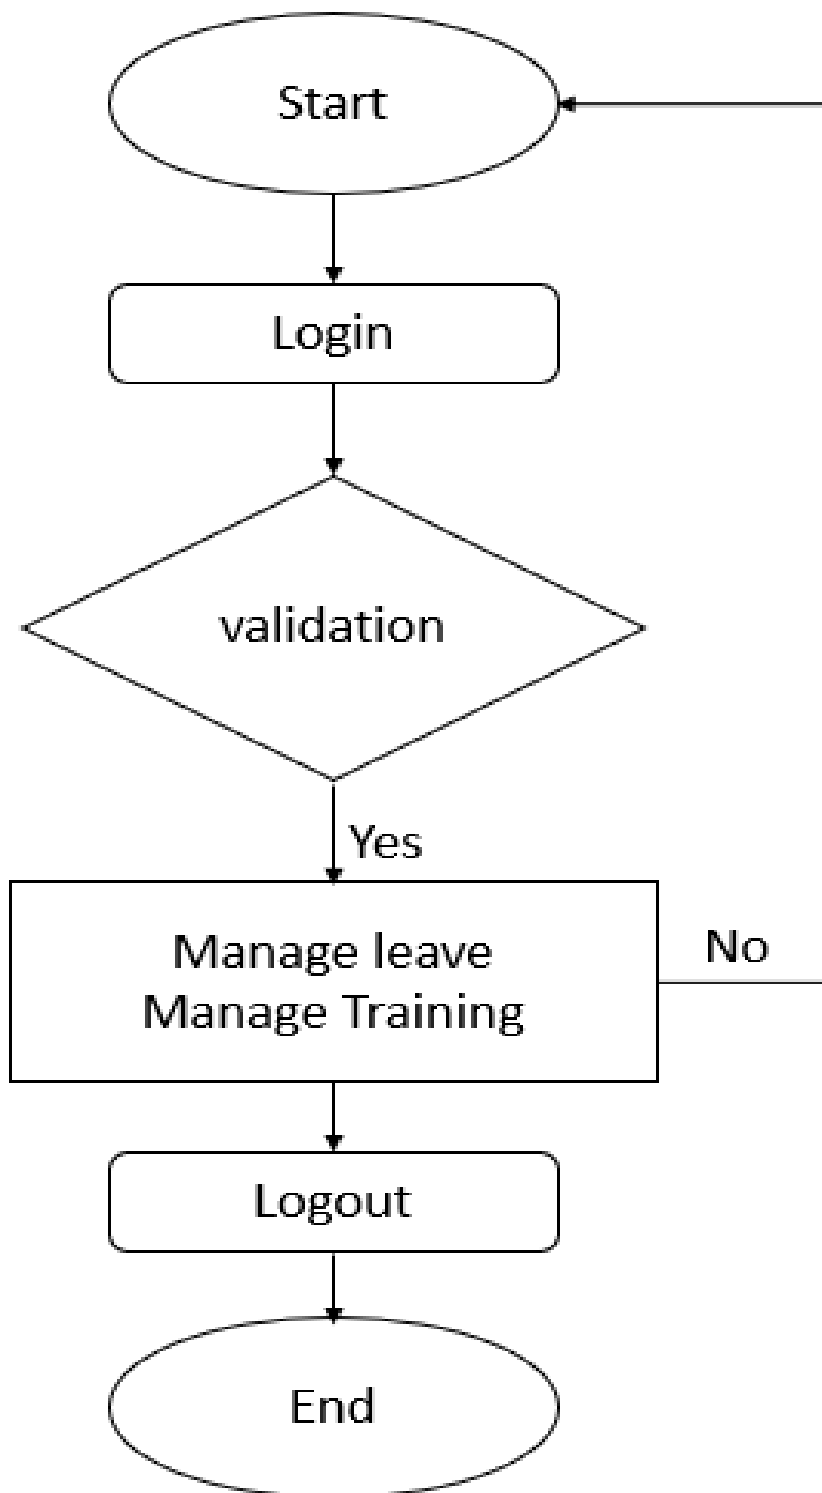 Start
Login
validation
Yes
Manage leave
Manage Training
No
Logout
End